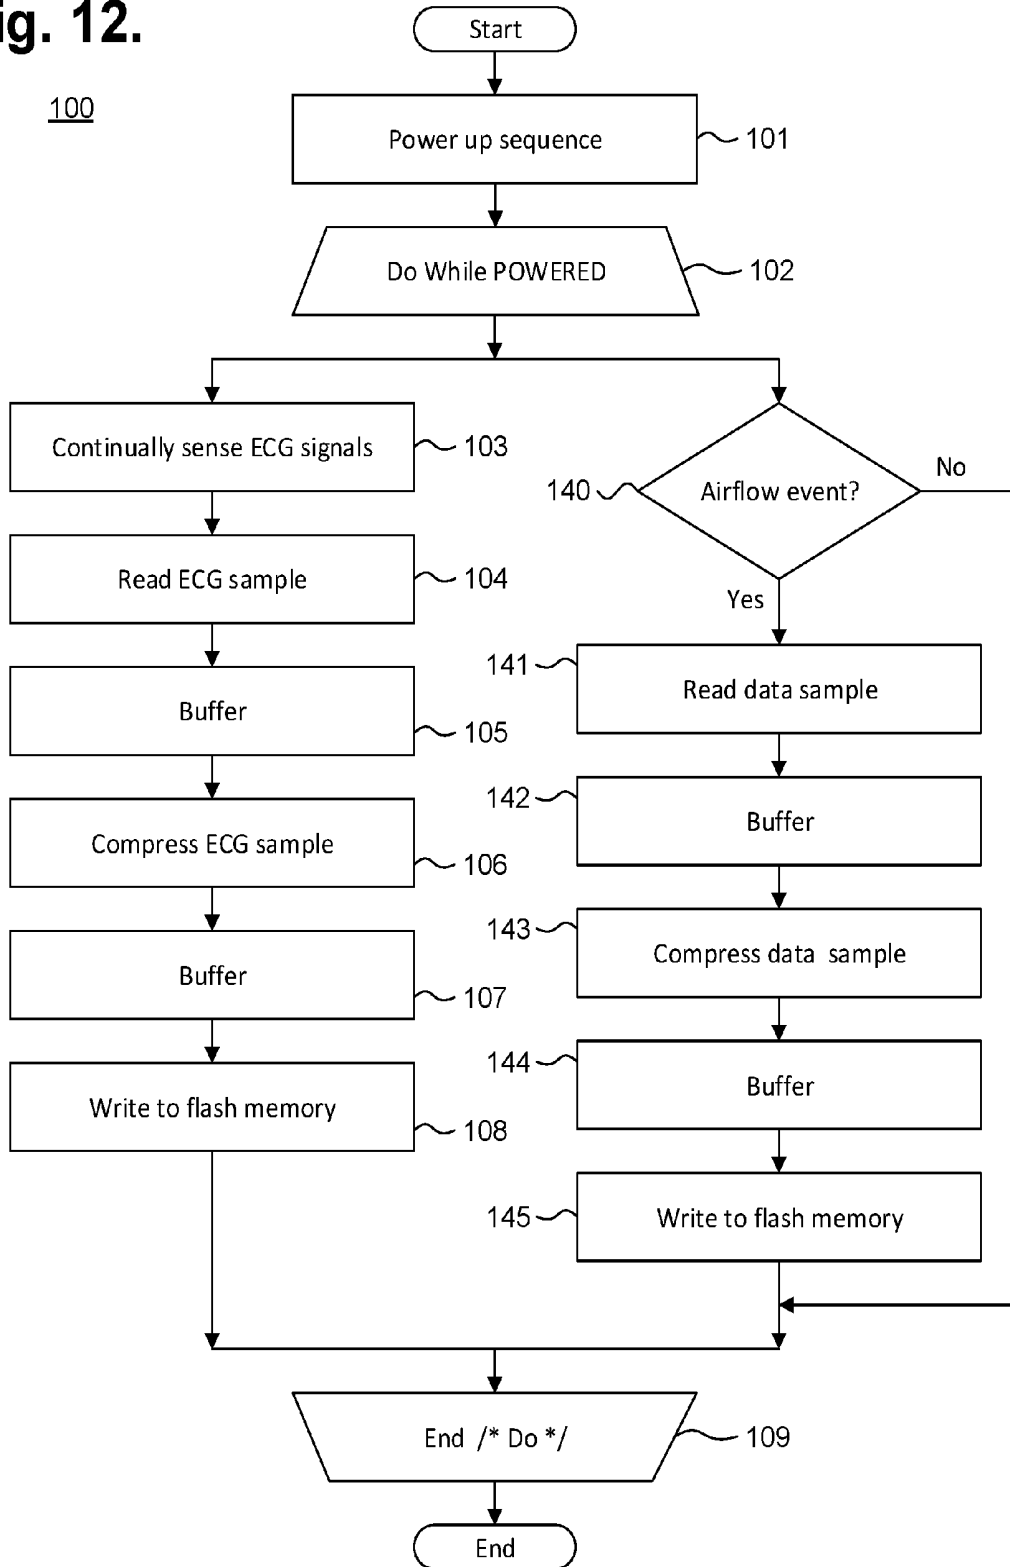 ig. 12.
Start
100
Power up sequence
101
Do While POWERED
102
Continually sense ECG signals
103
140
Airflow event?
No
Yes
Read ECG sample
104
141
Read data sample
Buffer
105
142
Buffer
Compress ECG sample
106
143
Compress data sample
Buffer
107
144
Buffer
Write to flash memory
108
145
Write to flash memory
End /* Do */
109
End